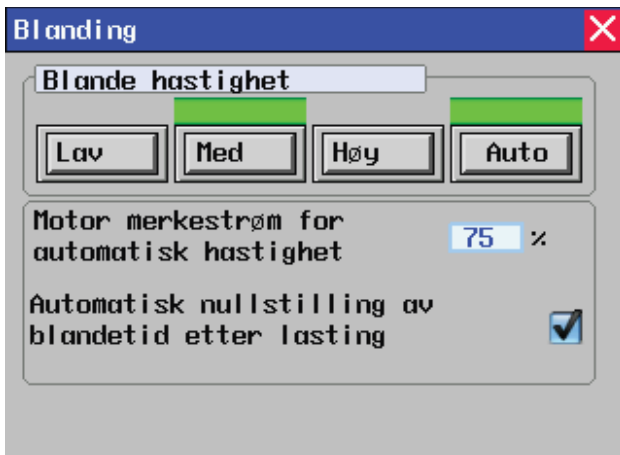 Blanding
Blande hastighet
Lav Med Høy Auto
Motor merkestrøm for
automatisk hastighet
75 %
Automatisk nullstilling av
blandetid etter lasting